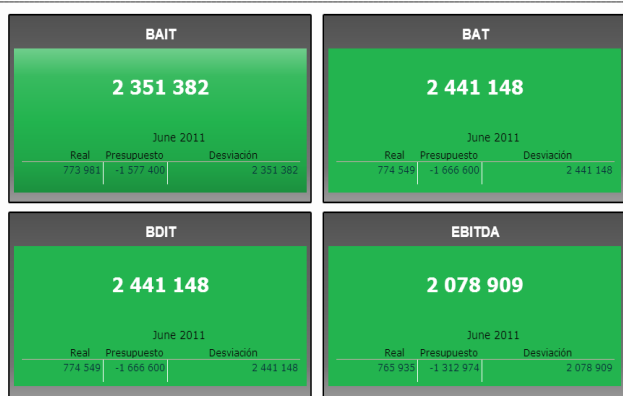 BAIT
2 351 382
June 2011
Real Presupuesto Desviación
773 981 -1 577 400 2 351 382
BAT
2 441 148
June 2011
Real Presupuesto Desviación
774 549 -1 666 600 2 441 148
BDIT
2 441 148
June 2011
Real Presupuesto Desviación
774 549 -1 666 600 2 441 148
EBITDA
2 078 909
June 2011
Real Presupuesto Desviación
765 935 -1 312 974 2 078 909